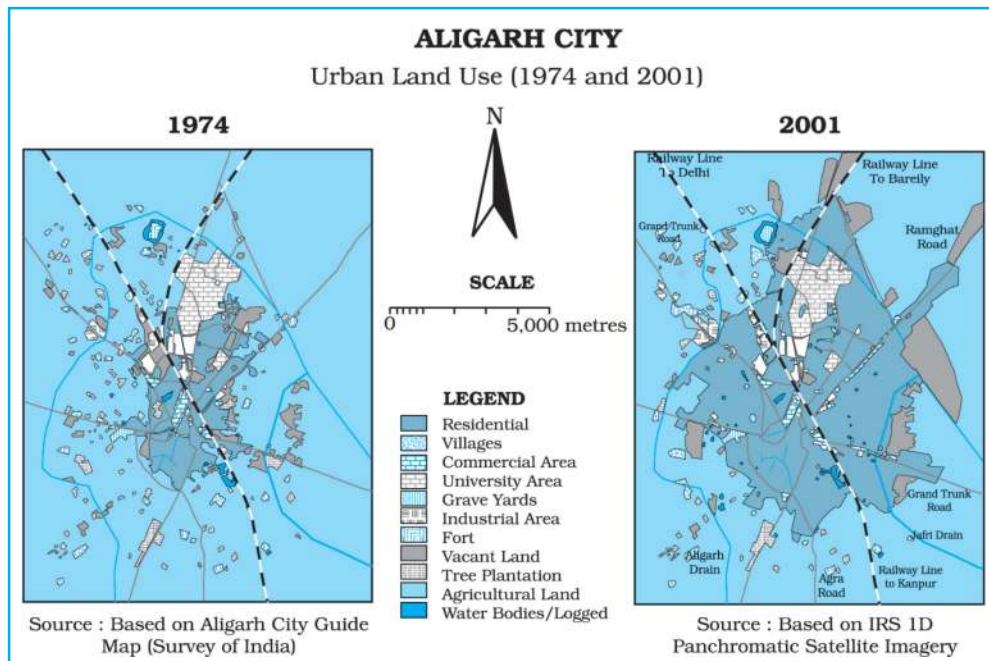 ALIGARH CITY
Urban Land Use (1974 and 2001)
1974
N
2001
SCALE
0
5,000 metres
LEGEND
Residential
Villages
Commercial Area
University Area
Grave Yards
Industrial Area
Fort
Vacant Land
Tree Plantation
Agricultural Land
Water Bodies/Logged
Railway Line
To Delhi
Railway Line
To Bareily
Grand Trunk
Road
Ramghat
Road
Grand Trunk
Road
Jafri Drain
Aligarh
Drain
Agra
Road
Railway Line
to Kanpur
Source : Based on Aligarh City Guide
Map (Survey of India)
Source : Based on IRS 1D
Panchromatic Satellite Imagery